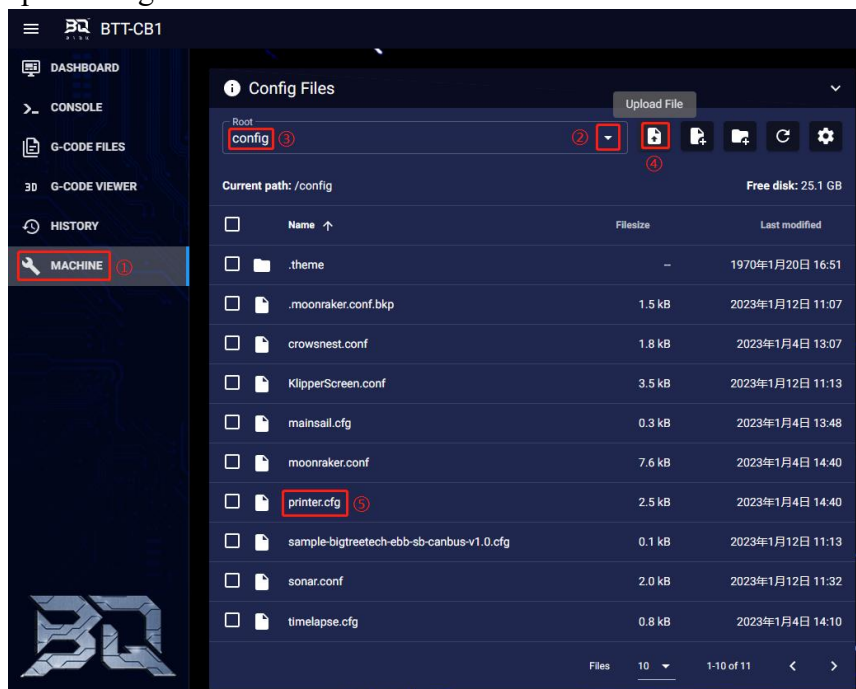 BTT-CB1
DASHBOARD
CONSOLE
G-CODE FILES
3D G-CODE VIEWER
HISTORY
MACHINE ①
Config Files
Upload File
Root
config ③
②
④
Current path: /config
Free disk: 25.1 GB
Name ↑ Filesize Last modified
.theme – 1970年1月20日 16:51
.moonraker.conf.bkp 1.5 kB 2023年1月12日 11:07
crowsnest.conf 1.8 kB 2023年1月4日 13:07
KlipperScreen.conf 3.5 kB 2023年1月12日 11:13
mainsail.cfg 0.3 kB 2023年1月4日 13:48
moonraker.conf 7.6 kB 2023年1月4日 14:40
printer.cfg ⑤ 2.5 kB 2023年1月4日 14:40
sample-bigtreetech-ebb-sb-canbus-v1.0.cfg 0.1 kB 2023年1月12日 11:13
sonar.conf 2.0 kB 2023年1月12日 11:32
timelapse.cfg 0.8 kB 2023年1月4日 14:10
Files 10 1-10 of 11